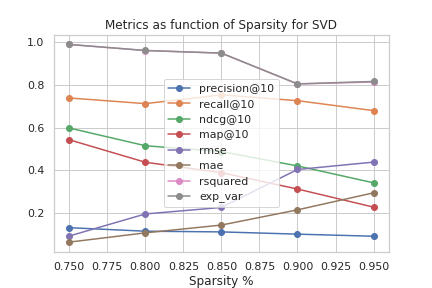 Metrics as function of Sparsity for SVD
1.0
0.8
0.6
0.4
0.2
precision@10
recall@10
ndcg@10
map@10
rmse
mae
rsquared
exp_var
0.750 0.775 0.800 0.825 0.850 0.875 0.900 0.925 0.950
Sparsity %